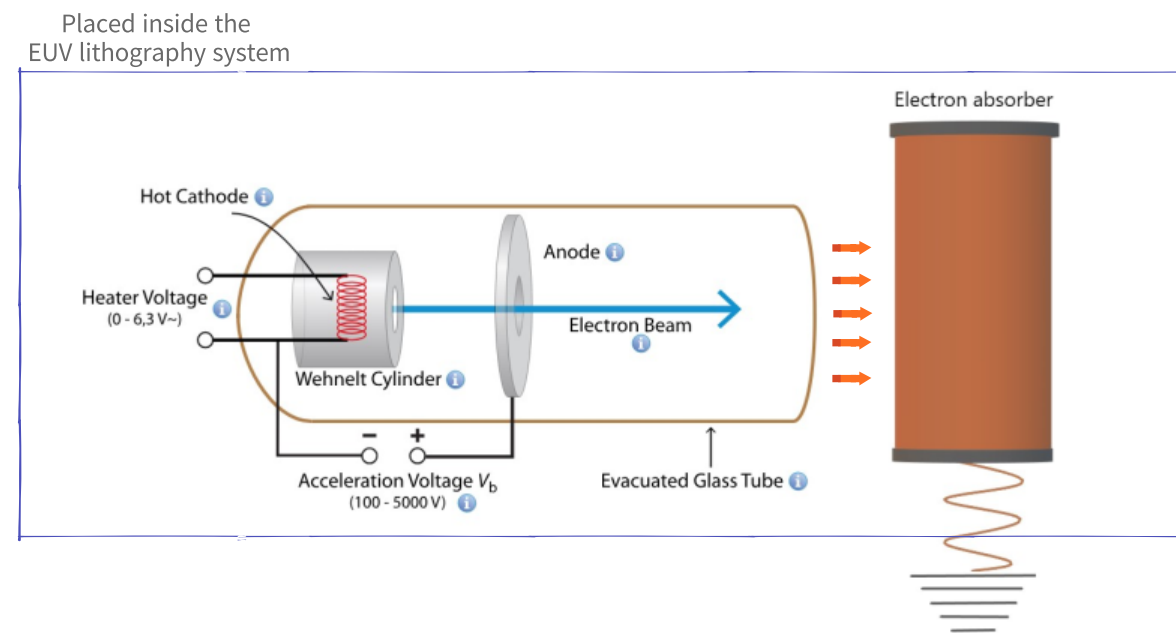 Placed inside the
EUV lithography system
Electron absorber
Hot Cathode i
Anode i
Heater Voltage i
(0 - 6,3 V~)
Electron Beam
i
Wehnelt Cylinder i
− +
Acceleration Voltage Vb
(100 - 5000 V) i
Evacuated Glass Tube i